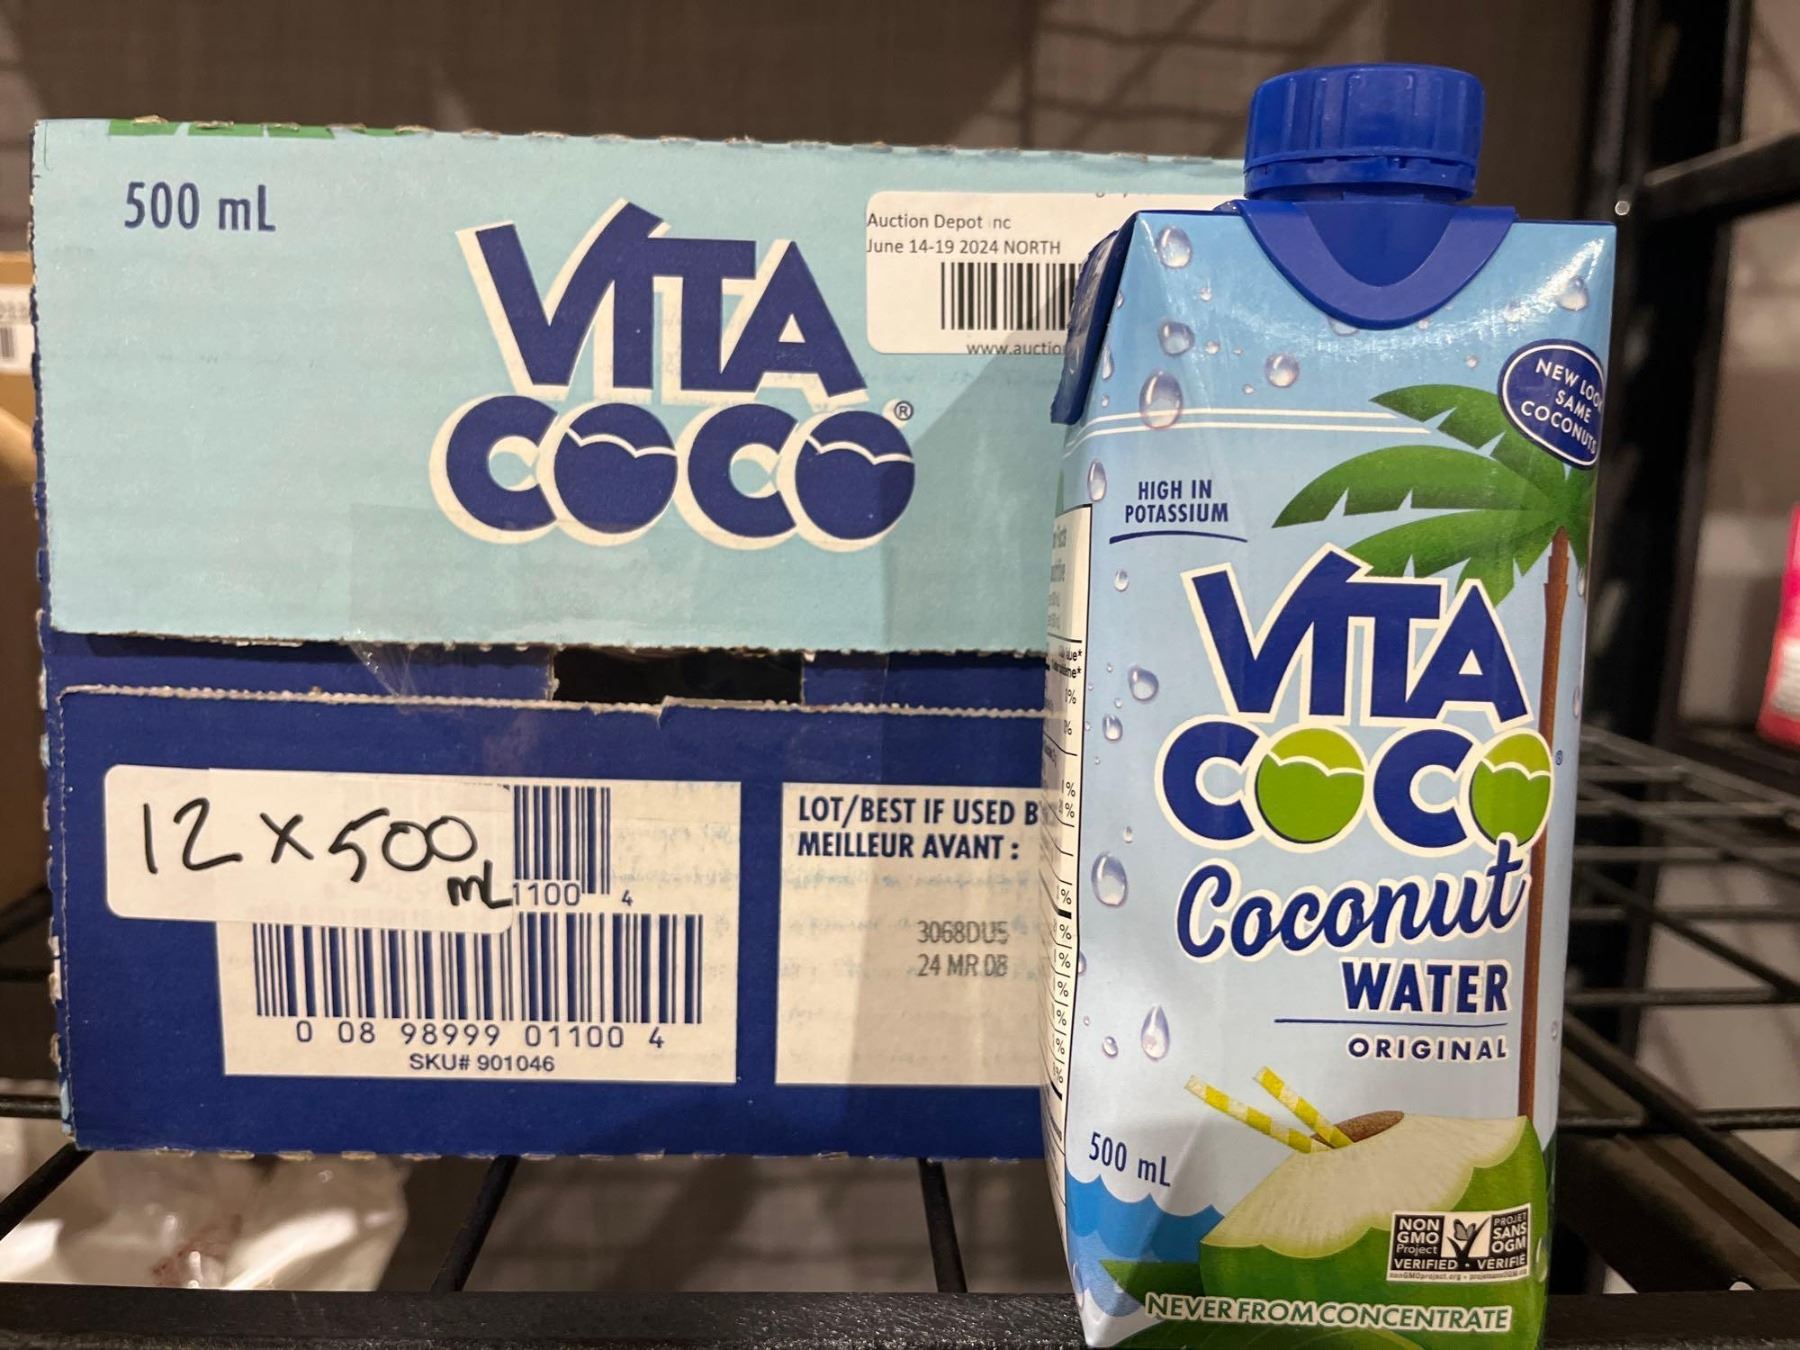 500 mL
VITA
COCO®
Auction Depot Inc
June 14-19 2024 NORTH
12 x 500
mL
1100 4
0 08 98999 01100 4
SKU# 901046
LOT/BEST IF USED
MEILLEUR AVANT :
3068DU5
24 MR 08
NEW LOOK
SAME
COCONUTS
HIGH IN
POTASSIUM
VITA
COCO
Coconut
WATER
ORIGINAL
500 mL
NON
GMO
Project
VERIFIED
PROJET
SANS
OGM
VÉRIFIÉ
NEVER FROM CONCENTRATE